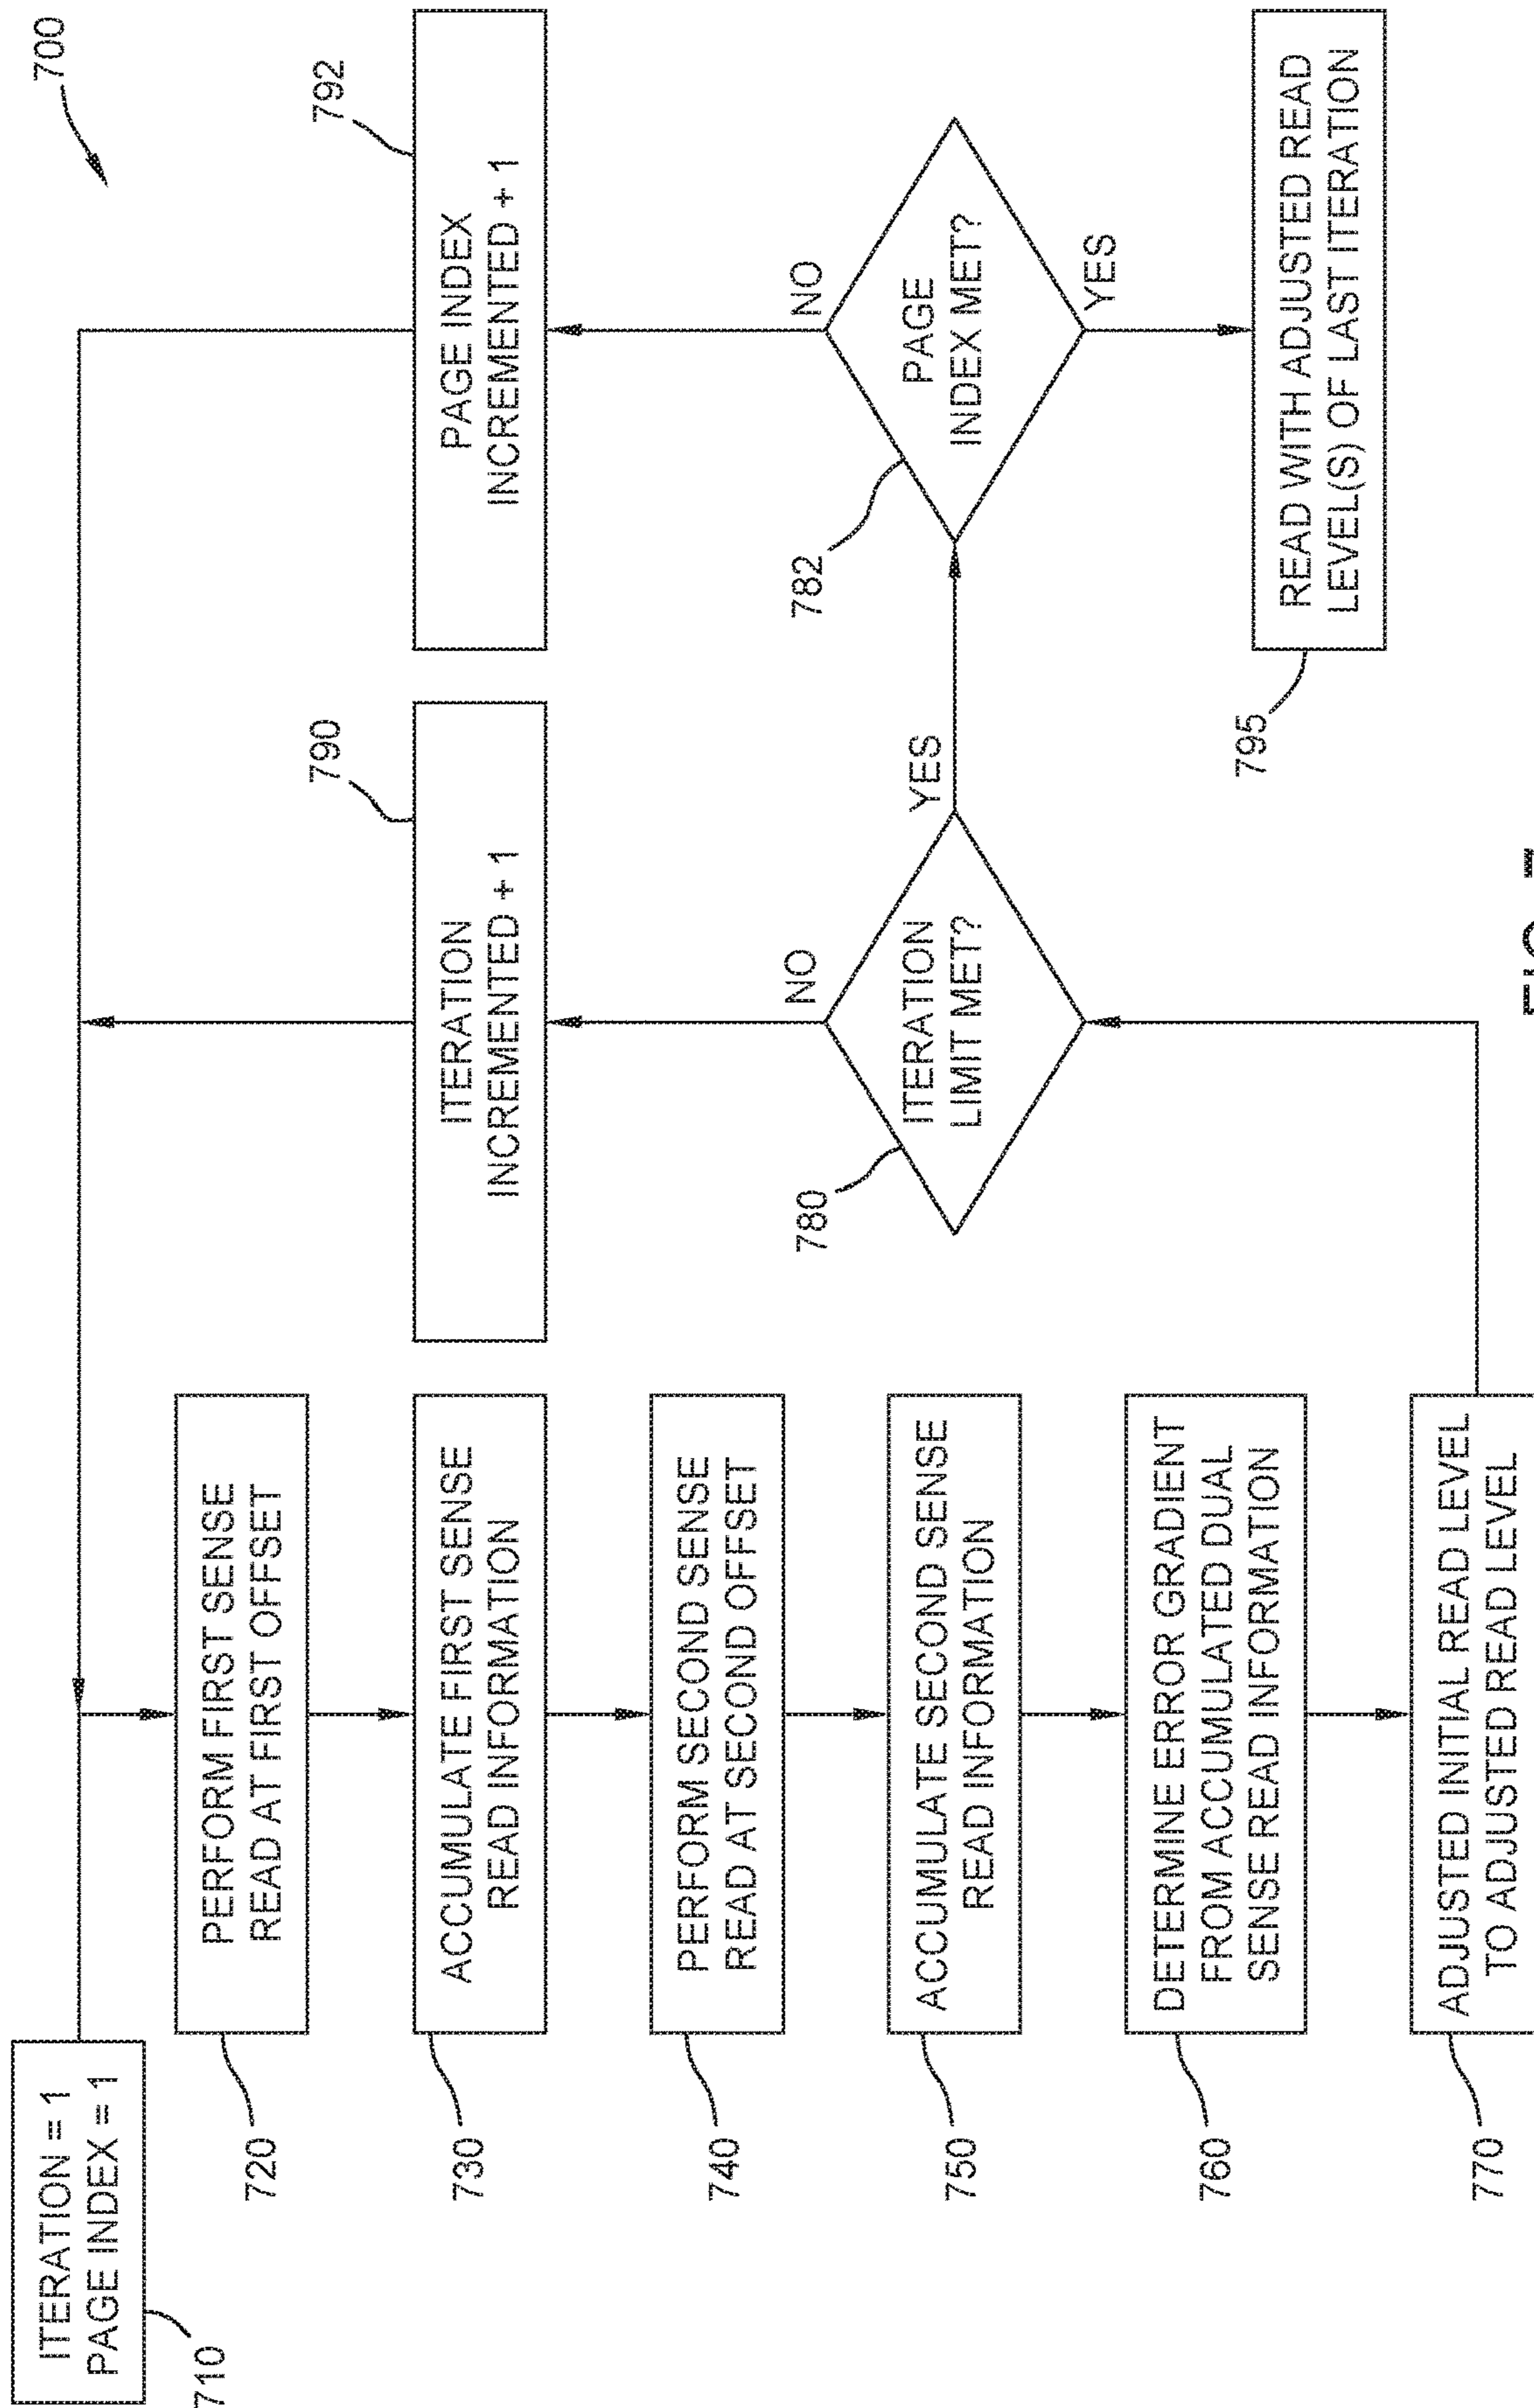 700
ITERATION = 1
PAGE INDEX = 1
710
PERFORM FIRST SENSE
READ AT FIRST OFFSET
720
ACCUMULATE FIRST SENSE
READ INFORMATION
730
PERFORM SECOND SENSE
READ AT SECOND OFFSET
740
ACCUMULATE SECOND SENSE
READ INFORMATION
750
DETERMINE ERROR GRADIENT
FROM ACCUMULATED DUAL
SENSE READ INFORMATION
760
ADJUSTED INITIAL READ LEVEL
TO ADJUSTED READ LEVEL
770
ITERATION
LIMIT MET?
780
NO
YES
ITERATION
INCREMENTED + 1
790
PAGE
INDEX MET?
782
NO
YES
PAGE INDEX
INCREMENTED + 1
792
READ WITH ADJUSTED READ
LEVEL(S) OF LAST ITERATION
795